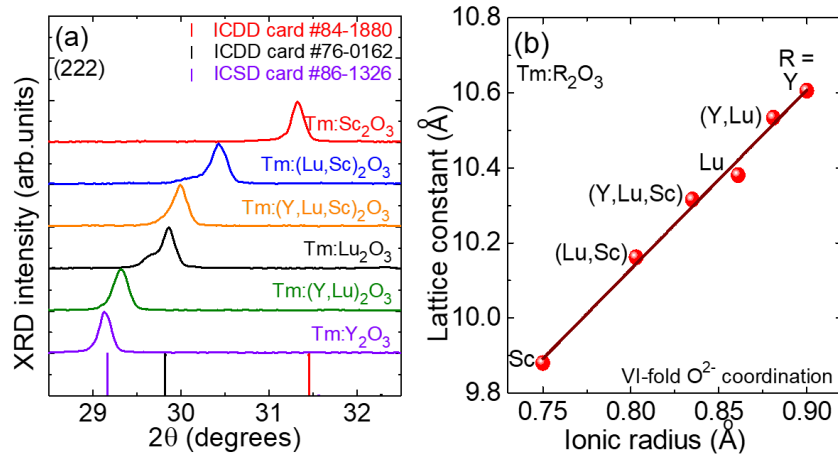 (a)
(222)
| ICDD card #84-1880
| ICDD card #76-0162
| ICSD card #86-1326
Tm:Sc₂O₃
Tm:(Lu,Sc)₂O₃
Tm:(Y,Lu,Sc)₂O₃
Tm:Lu₂O₃
Tm:(Y,Lu)₂O₃
Tm:Y₂O₃
XRD intensity (arb.units)
29 30 31 32
2θ (degrees)
(b)
Tm:R₂O₃
R =
Y
(Y,Lu)
Lu
(Y,Lu,Sc)
(Lu,Sc)
Sc
VI-fold O²⁻ coordination
Lattice constant (Å)
10.8
10.6
10.4
10.2
10.0
9.8
0.75 0.80 0.85 0.90
Ionic radius (Å)